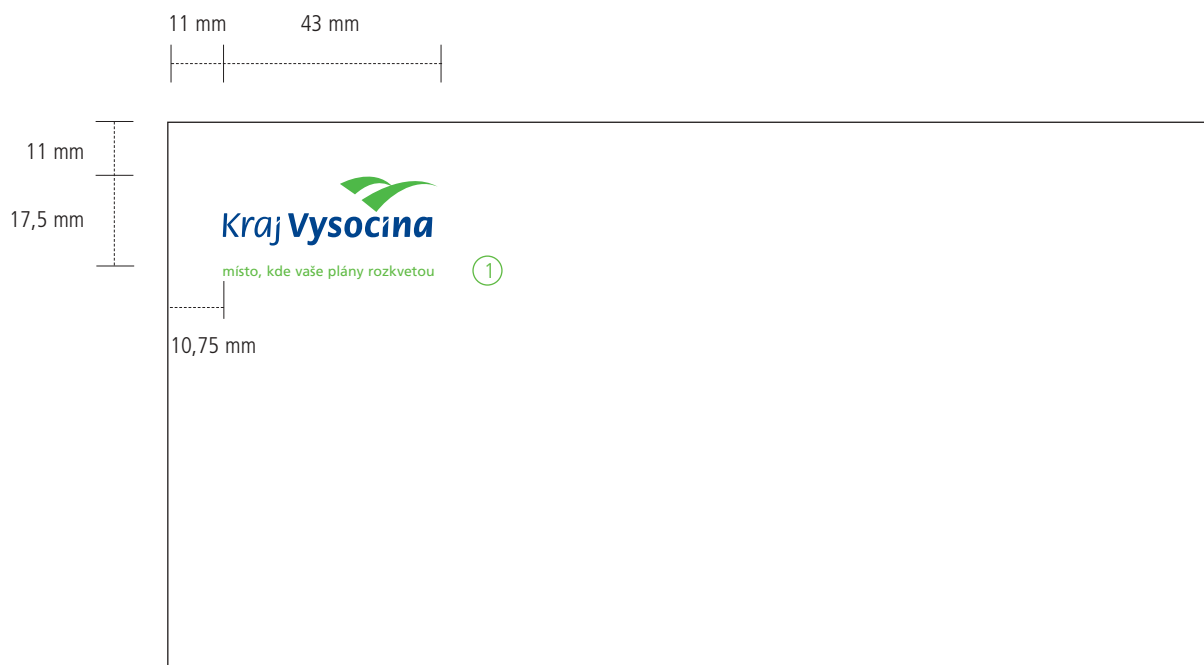 11 mm 43 mm
11 mm
17,5 mm
Kraj Vysočina
místo, kde vaše plány rozkvetou 1
10,75 mm